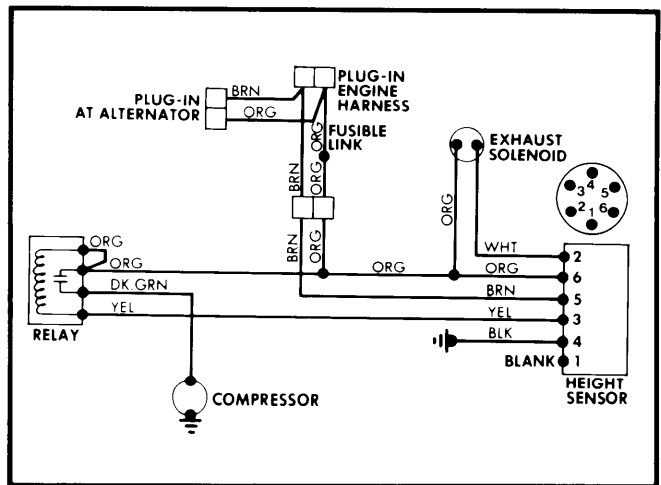 PLUG-IN
AT ALTERNATOR
BRN
ORG
PLUG-IN
ENGINE
HARNESS
ORG
FUSIBLE
LINK
BRN
ORG
BRN
ORG
EXHAUST
SOLENOID
ORG
3 4 5
2 1 6
WHT 2
ORG
ORG
ORG
ORG 6
DK.GRN
BRN 5
YEL
YEL 3
BLK 4
RELAY
BLANK 1
HEIGHT
SENSOR
COMPRESSOR